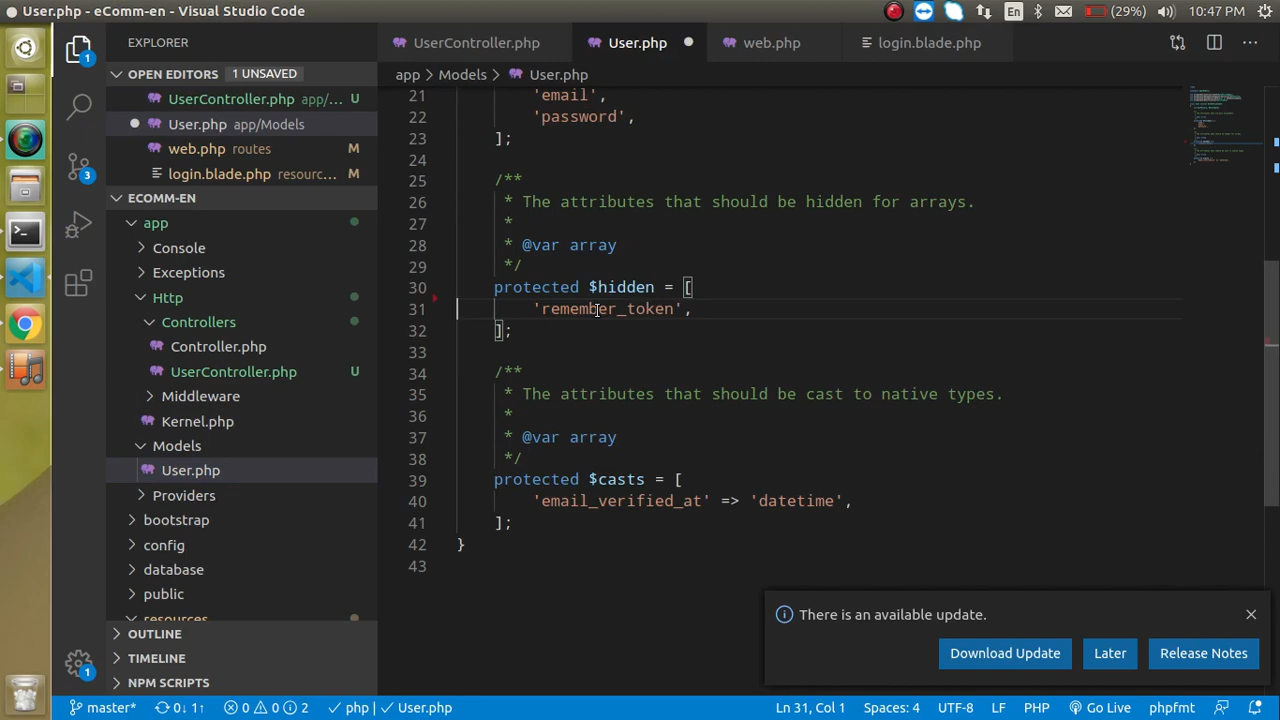 User.php - eComm-en - Visual Studio Code
En
(29%)
10:47 PM
EXPLORER
OPEN EDITORS 1 UNSAVED
UserController.php app/... U
User.php app/Models
web.php routes M
login.blade.php resourc... M
ECOMM-EN
app
Console
Exceptions
Http
Controllers
Controller.php
UserController.php U
Middleware
Kernel.php
Models
User.php
Providers
bootstrap
config
database
public
resources
OUTLINE
TIMELINE
NPM SCRIPTS
1
3
1
UserController.php
User.php
web.php
login.blade.php
app > Models > User.php
21 'email',
22 'password',
23 ];
24
25 /**
26 * The attributes that should be hidden for arrays.
27 *
28 * @var array
29 */
30 protected $hidden = [
31 'remember_token',
32 ];
33
34 /**
35 * The attributes that should be cast to native types.
36 *
37 * @var array
38 */
39 protected $casts = [
40 'email_verified_at' => 'datetime',
41 ];
42 }
43
There is an available update.
Download Update
Later
Release Notes
master* 0↓ 1↑ 0 0 2 php User.php Ln 31, Col 1 Spaces: 4 UTF-8 LF PHP Go Live phpfmt